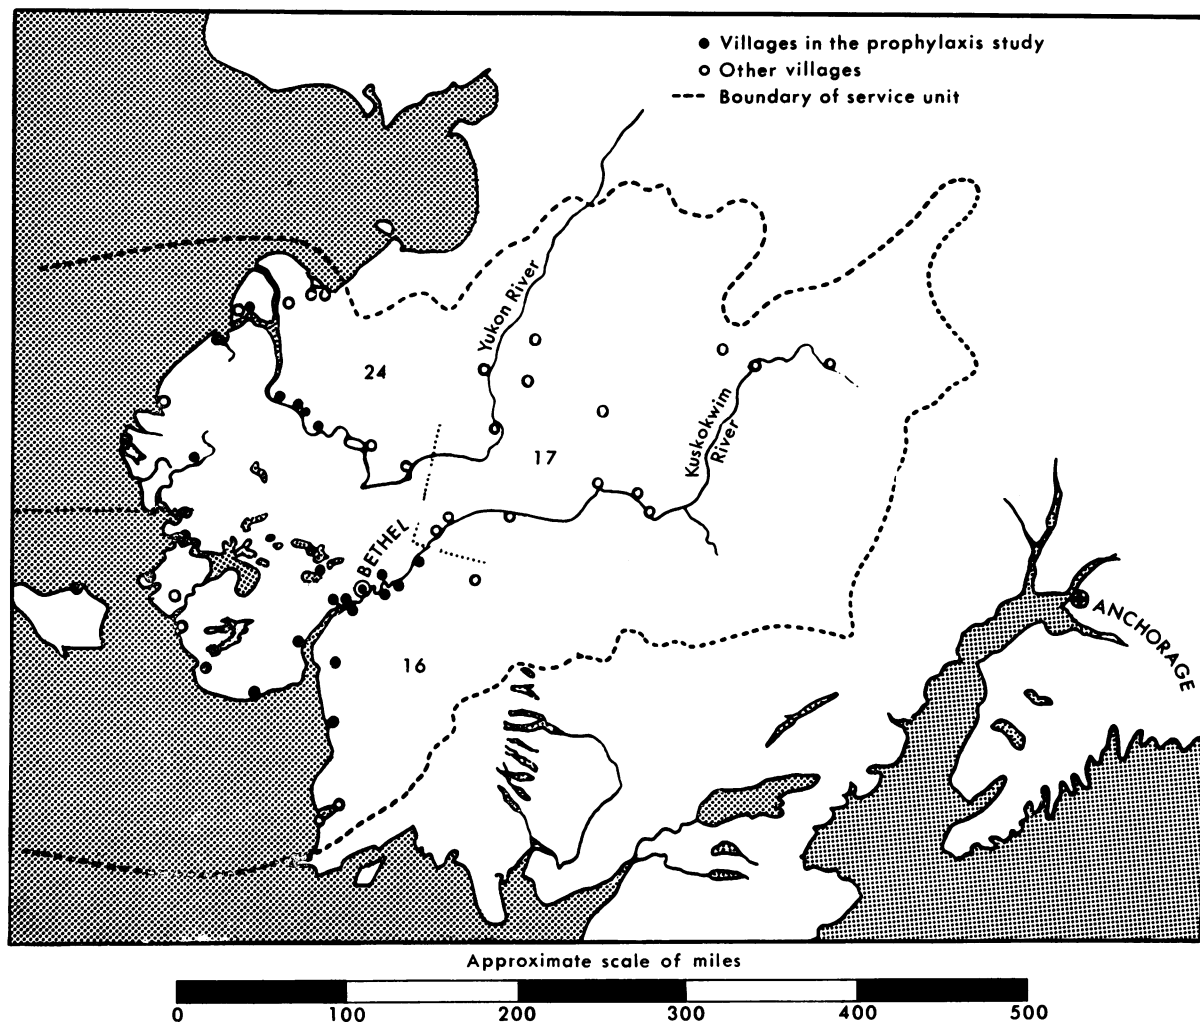 Villages in the prophylaxis study
Other villages
Boundary of service unit
Yukon River
24
17
Kuskokwim
River
BETHEL
16
ANCHORAGE
Approximate scale of miles
0 100 200 300 400 500